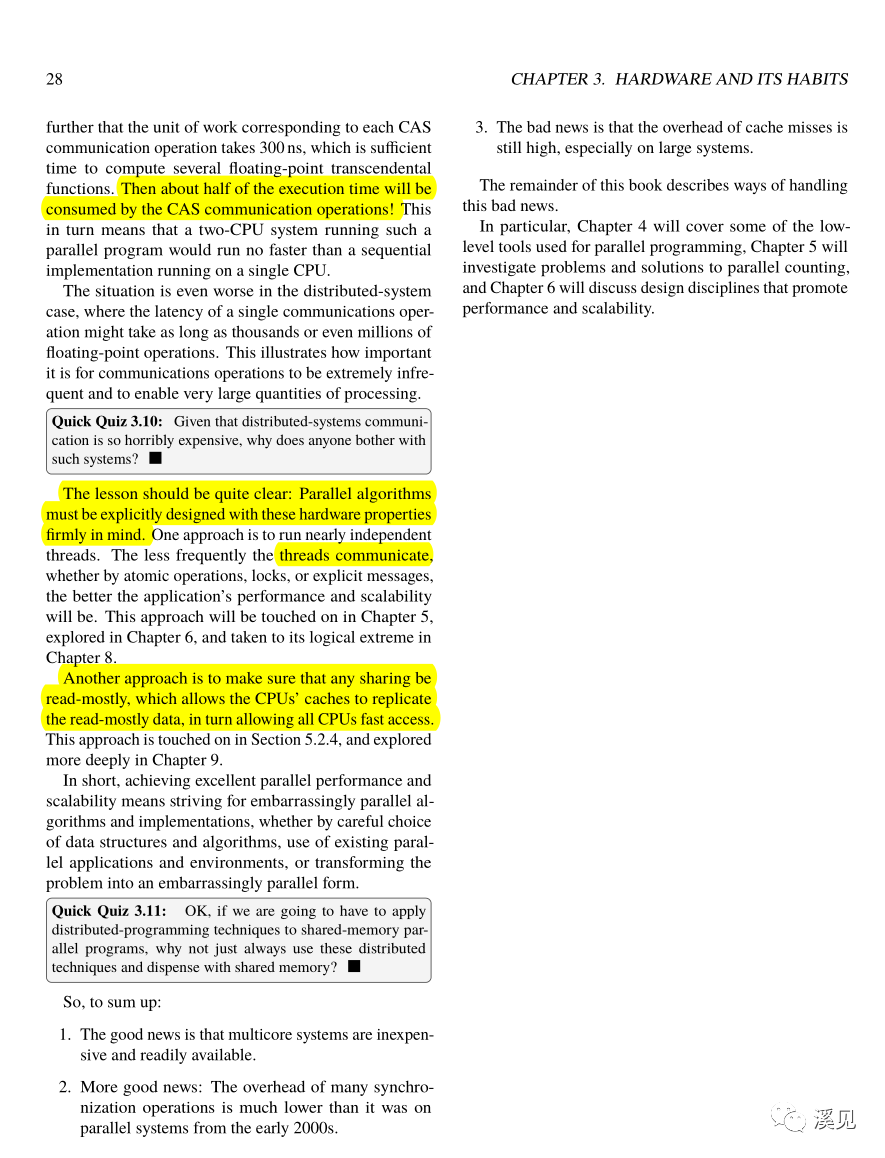 28
CHAPTER 3. HARDWARE AND ITS HABITS
further that the unit of work corresponding to each CAS
communication operation takes 300 ns, which is sufficient
time to compute several floating-point transcendental
functions. Then about half of the execution time will be
consumed by the CAS communication operations! This
in turn means that a two-CPU system running such a
parallel program would run no faster than a sequential
implementation running on a single CPU.
The situation is even worse in the distributed-system
case, where the latency of a single communications oper-
ation might take as long as thousands or even millions of
floating-point operations. This illustrates how important
it is for communications operations to be extremely infre-
quent and to enable very large quantities of processing.
Quick Quiz 3.10: Given that distributed-systems communi-
cation is so horribly expensive, why does anyone bother with
such systems? ■
The lesson should be quite clear: Parallel algorithms
must be explicitly designed with these hardware properties
firmly in mind. One approach is to run nearly independent
threads. The less frequently the threads communicate,
whether by atomic operations, locks, or explicit messages,
the better the application's performance and scalability
will be. This approach will be touched on in Chapter 5,
explored in Chapter 6, and taken to its logical extreme in
Chapter 8.
Another approach is to make sure that any sharing be
read-mostly, which allows the CPUs' caches to replicate
the read-mostly data, in turn allowing all CPUs fast access.
This approach is touched on in Section 5.2.4, and explored
more deeply in Chapter 9.
In short, achieving excellent parallel performance and
scalability means striving for embarrassingly parallel al-
gorithms and implementations, whether by careful choice
of data structures and algorithms, use of existing paral-
lel applications and environments, or transforming the
problem into an embarrassingly parallel form.
Quick Quiz 3.11: OK, if we are going to have to apply
distributed-programming techniques to shared-memory par-
allel programs, why not just always use these distributed
techniques and dispense with shared memory? ■
So, to sum up:
1. The good news is that multicore systems are inexpen-
sive and readily available.
2. More good news: The overhead of many synchro-
nization operations is much lower than it was on
parallel systems from the early 2000s.
3. The bad news is that the overhead of cache misses is
still high, especially on large systems.
The remainder of this book describes ways of handling
this bad news.
In particular, Chapter 4 will cover some of the low-
level tools used for parallel programming, Chapter 5 will
investigate problems and solutions to parallel counting,
and Chapter 6 will discuss design disciplines that promote
performance and scalability.
溪见